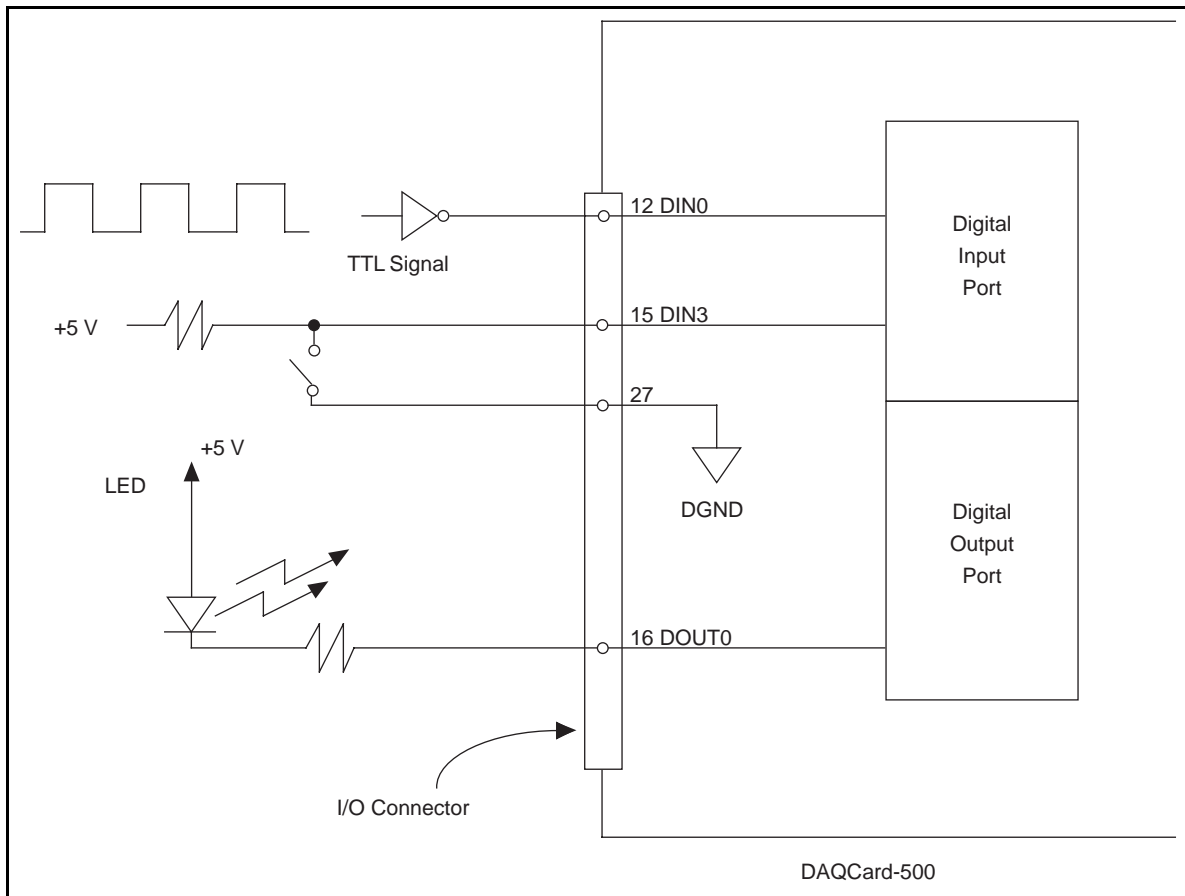 12 DIN0
TTL Signal
Digital
Input
Port
+5 V
15 DIN3
27
DGND
+5 V
LED
Digital
Output
Port
16 DOUT0
I/O Connector
DAQCard-500